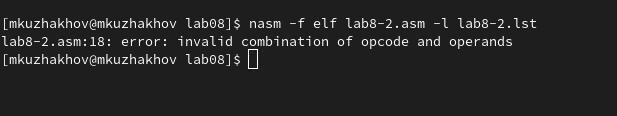 [mkuzhakhov@mkuzhakhov lab08]$ nasm -f elf lab8-2.asm -l lab8-2.lst
lab8-2.asm:18: error: invalid combination of opcode and operands
[mkuzhakhov@mkuzhakhov lab08]$